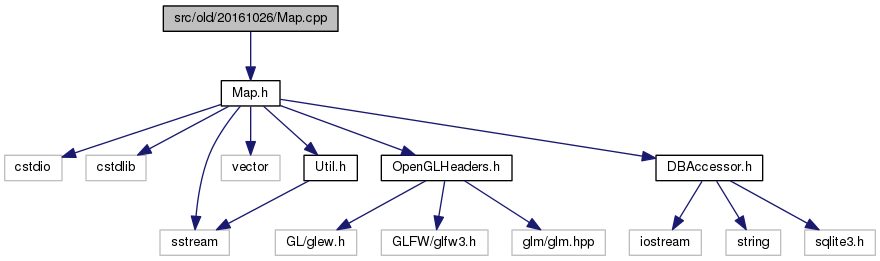 src/old/20161026/Map.cpp
Map.h
cstdio
cstdlib
vector
Util.h
OpenGLHeaders.h
DBAccessor.h
sstream
GL/glew.h
GLFW/glfw3.h
glm/glm.hpp
iostream
string
sqlite3.h